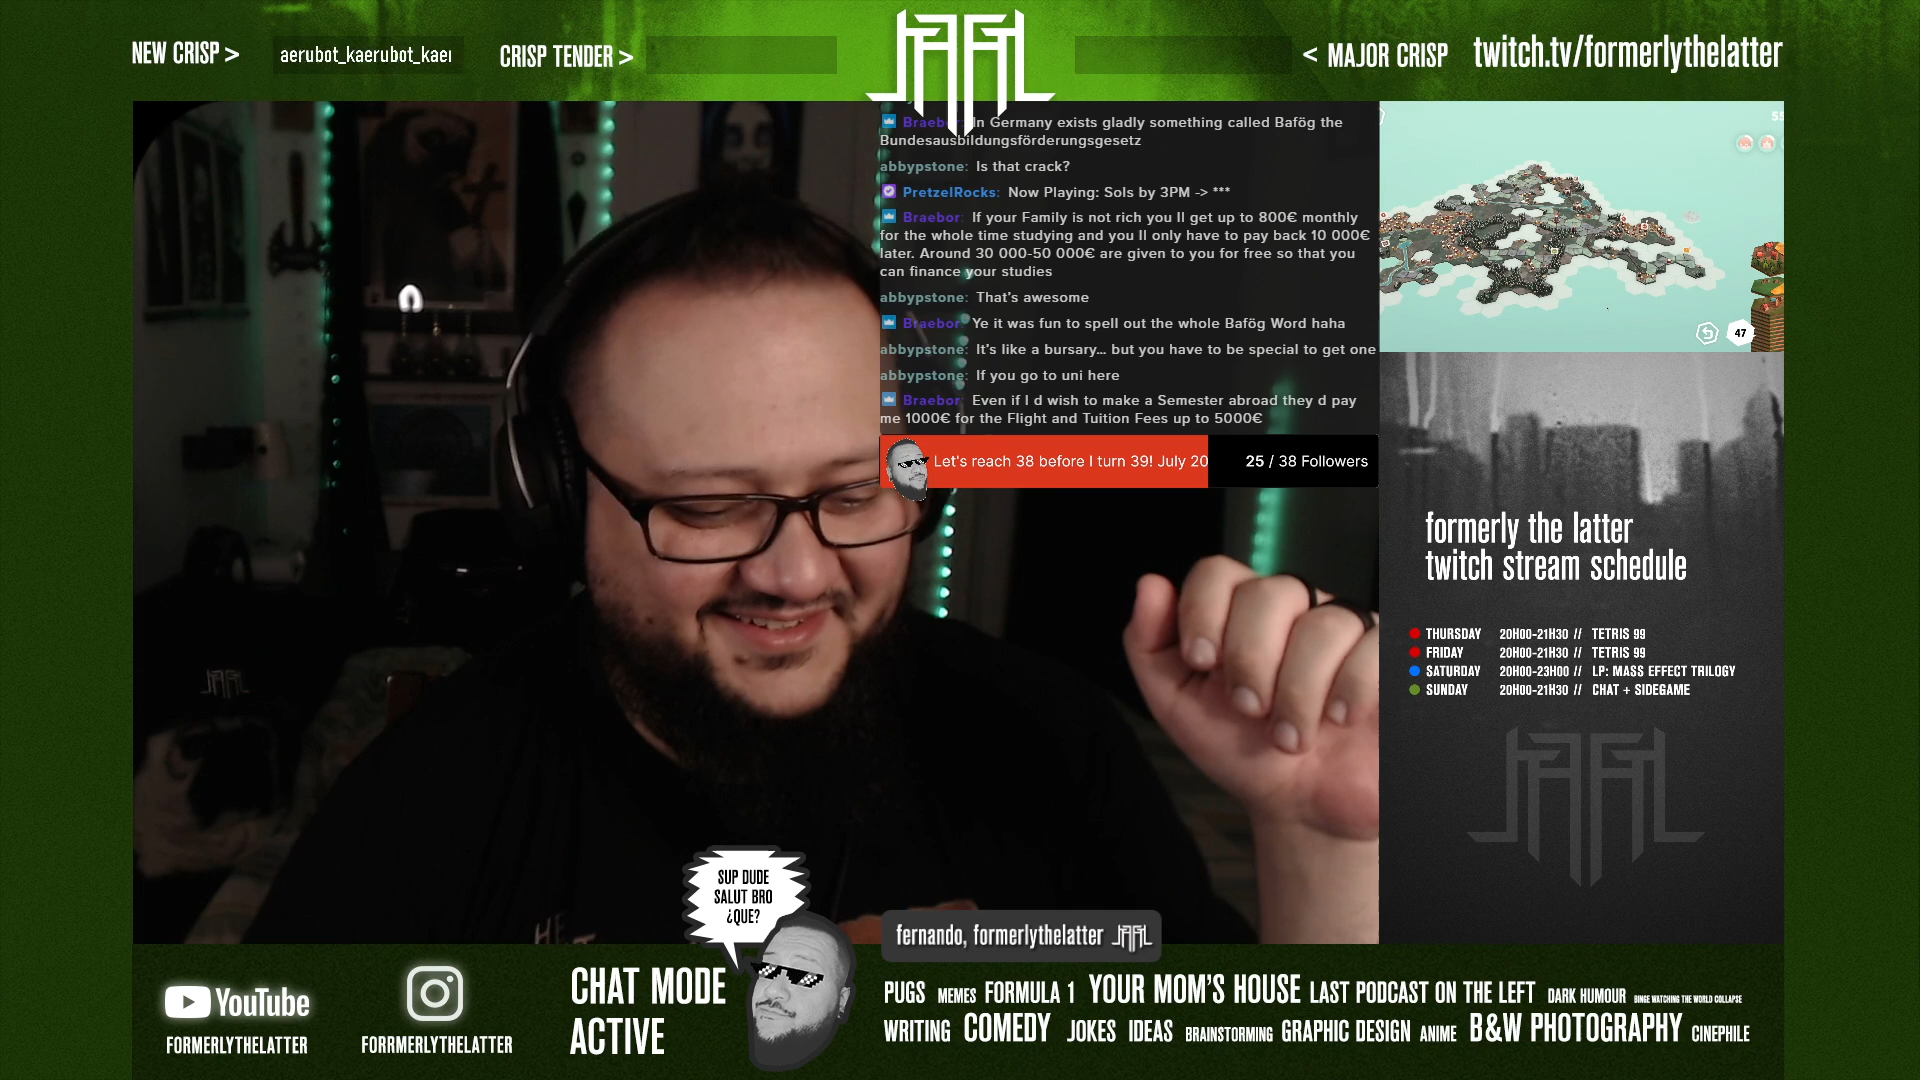 NEW CRISP >
aerubot_kaerubot_kaer
CRISP TENDER >
< MAJOR CRISP
twitch.tv/formerlythelatter
In Germany exists gladly something called Bafög the
Bundesausbildungsförderungsgesetz
abbypstone: Is that crack?
PretzelRocks: Now Playing: Sols by 3PM -> ***
Braebor: If your Family is not rich you ll get up to 800€ monthly
for the whole time studying and you ll only have to pay back 10 000€
later. Around 30 000-50 000€ are given to you for free so that you
can finance your studies
abbypstone: That's awesome
Braebor: Ye it was fun to spell out the whole Bafög Word haha
abbypstone: It's like a bursary... but you have to be special to get one
abbypstone: If you go to uni here
Braebor: Even if I d wish to make a Semester abroad they d pay
me 1000€ for the Flight and Tuition Fees up to 5000€
Let's reach 38 before I turn 39! July 20
25 / 38 Followers
47
formerly the latter
twitch stream schedule
THURSDAY 20H00-21H30 // TETRIS 99
FRIDAY 20H00-21H30 // TETRIS 99
SATURDAY 20H00-23H00 // LP: MASS EFFECT TRILOGY
SUNDAY 20H00-21H30 // CHAT + SIDEGAME
SUP DUDE
SALUT BRO
¿QUE?
fernando, formerlythelatter
YouTube
FORMERLYTHELATTER
FORRMERLYTHELATTER
CHAT MODE
ACTIVE
PUGS MEMES FORMULA 1 YOUR MOM'S HOUSE LAST PODCAST ON THE LEFT DARK HUMOUR BINGE WATCHING THE WORLD COLLAPSE
WRITING COMEDY JOKES IDEAS BRAINSTORMING GRAPHIC DESIGN ANIME B&W PHOTOGRAPHY CINEPHILE